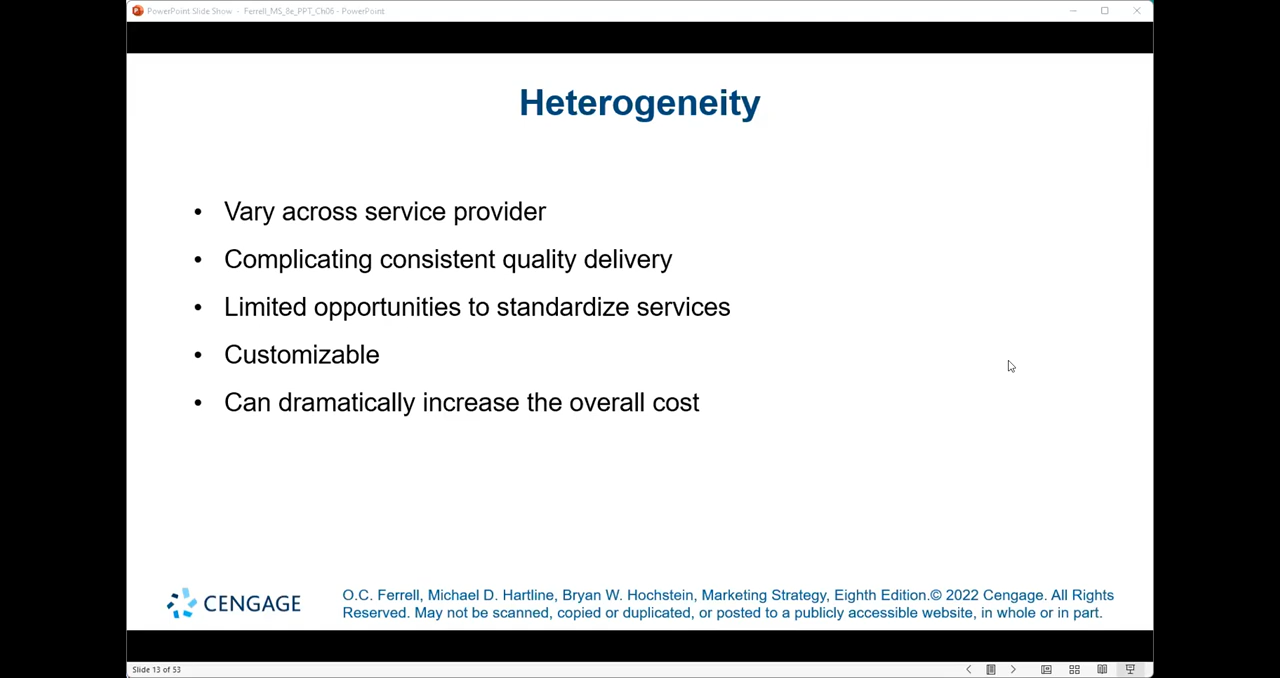 PowerPoint Slide Show - Ferrell_MS_8e_PPT_Ch06 - PowerPoint
Heterogeneity
• Vary across service provider
• Complicating consistent quality delivery
• Limited opportunities to standardize services
• Customizable
• Can dramatically increase the overall cost
CENGAGE
O.C. Ferrell, Michael D. Hartline, Bryan W. Hochstein, Marketing Strategy, Eighth Edition.© 2022 Cengage. All Rights
Reserved. May not be scanned, copied or duplicated, or posted to a publicly accessible website, in whole or in part.
Slide 13 of 53